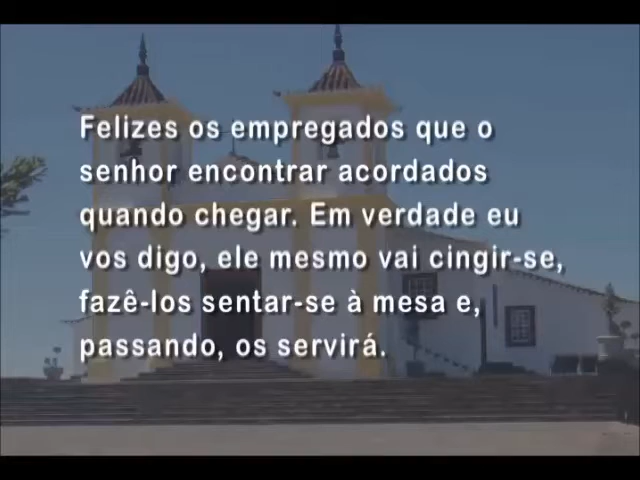 Felizes os empregados que o
senhor encontrar acordados
quando chegar. Em verdade eu
vos digo, ele mesmo vai cingir-se,
fazê-los sentar-se à mesa e,
passando, os servirá.